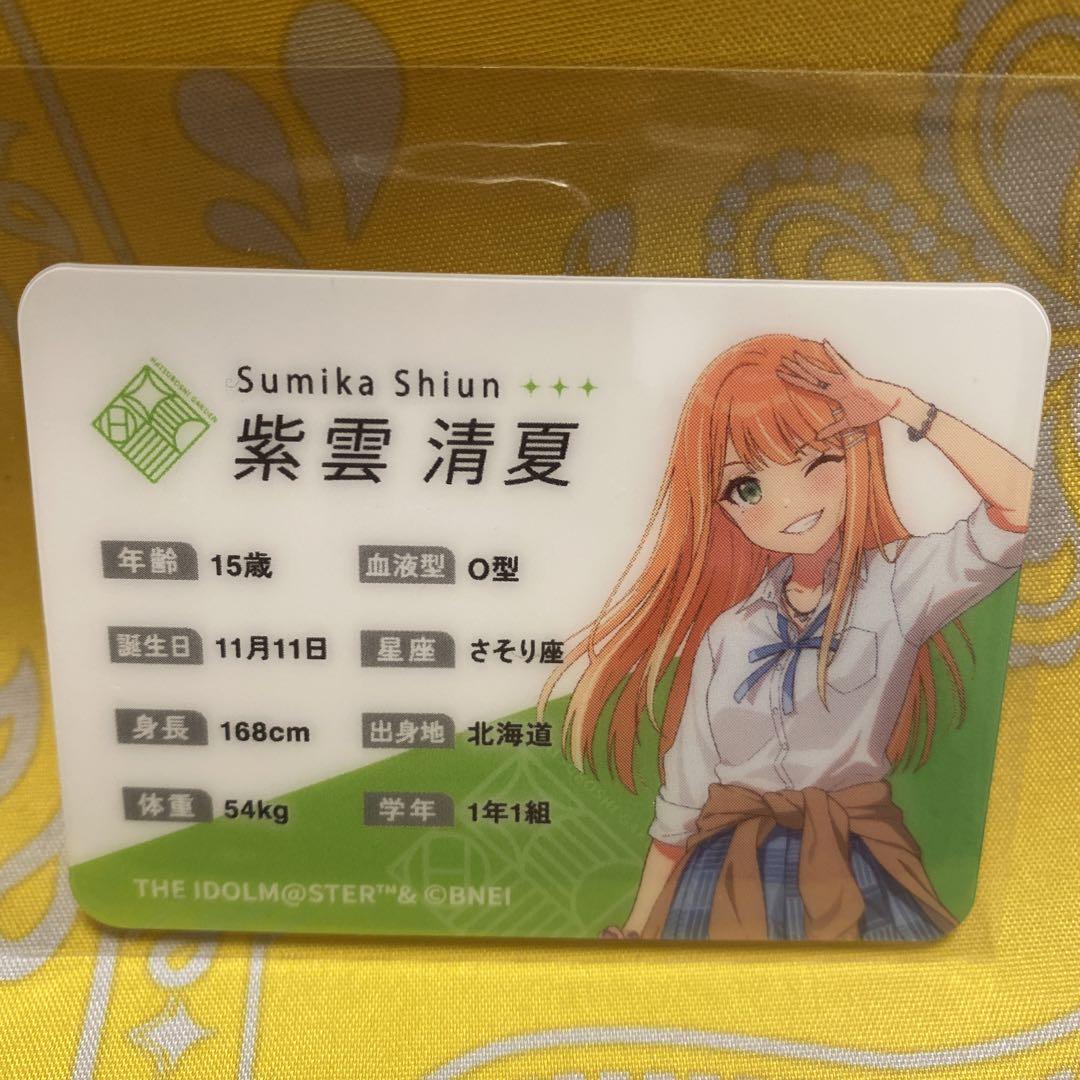 HATSUBOSHI GAKUEN
Sumika Shiun
紫雲 清夏
年齢 15歳 血液型 O型
誕生日 11月11日 星座 さそり座
身長 168cm 出身地 北海道
体重 54kg 学年 1年1組
THE IDOLM@STER™& ©BNEI